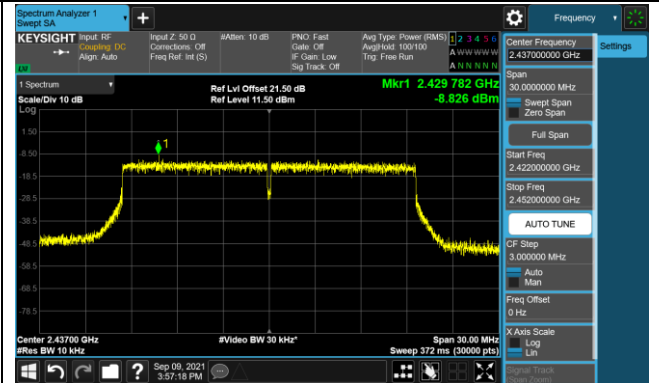 Spectrum Analyzer 1
Swept SA
+
Frequency
KEYSIGHT
Input: RF
Coupling: DC
Align: Auto
Input Z: 50 Ω
Corrections: Off
Freq Ref: Int (S)
#Atten: 10 dB
PNO: Fast
Gate: Off
IF Gain: Low
Sig Track: Off
Avg Type: Power (RMS)
Avg|Hold: 100/100
Trig: Free Run
1 2 3 4 5 6
A W W W W W
A N N N N N
LXI
1 Spectrum
Scale/Div 10 dB
Log
Ref Lvl Offset 21.50 dB
Ref Level 11.50 dBm
Mkr1 2.429 782 GHz
-8.826 dBm
1.50
-8.50
-18.5
-28.5
-38.5
-48.5
-58.5
-68.5
-78.5
1
Center 2.43700 GHz
#Res BW 10 kHz
#Video BW 30 kHz*
Span 30.00 MHz
Sweep 372 ms (30000 pts)
Sep 09, 2021
3:57:18 PM
Center Frequency
2.437000000 GHz
Settings
Span
30.0000000 MHz
Swept Span
Zero Span
Full Span
Start Freq
2.422000000 GHz
Stop Freq
2.452000000 GHz
AUTO TUNE
CF Step
3.000000 MHz
Auto
Man
Freq Offset
0 Hz
X Axis Scale
Log
Lin
Signal Track
(Span Zoom)